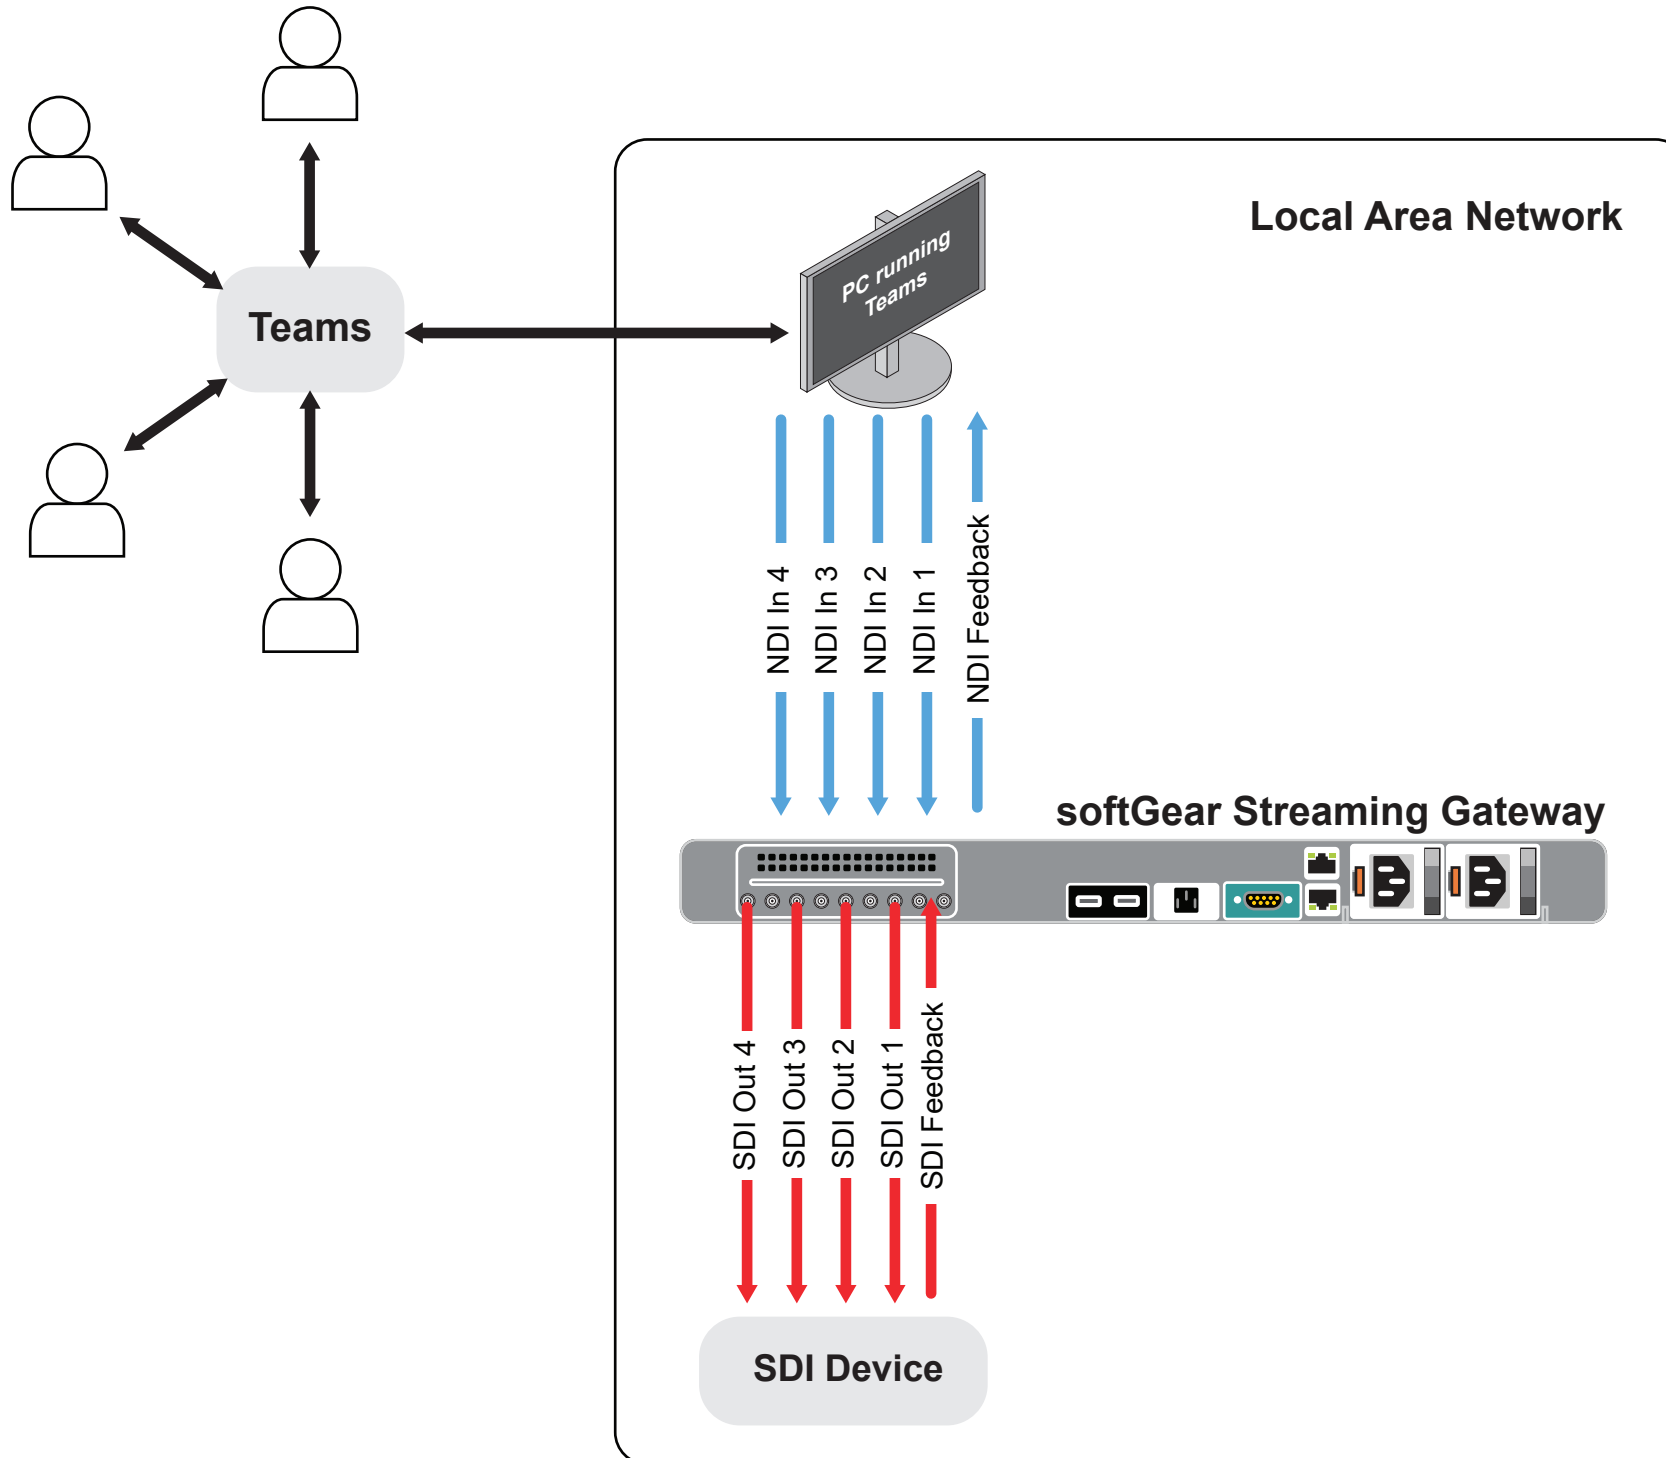 Local Area Network
PC running
Teams
Teams
NDI In 4
NDI In 3
NDI In 2
NDI In 1
NDI Feedback
softGear Streaming Gateway
SDI Out 4
SDI Out 3
SDI Out 2
SDI Out 1
SDI Feedback
SDI Device